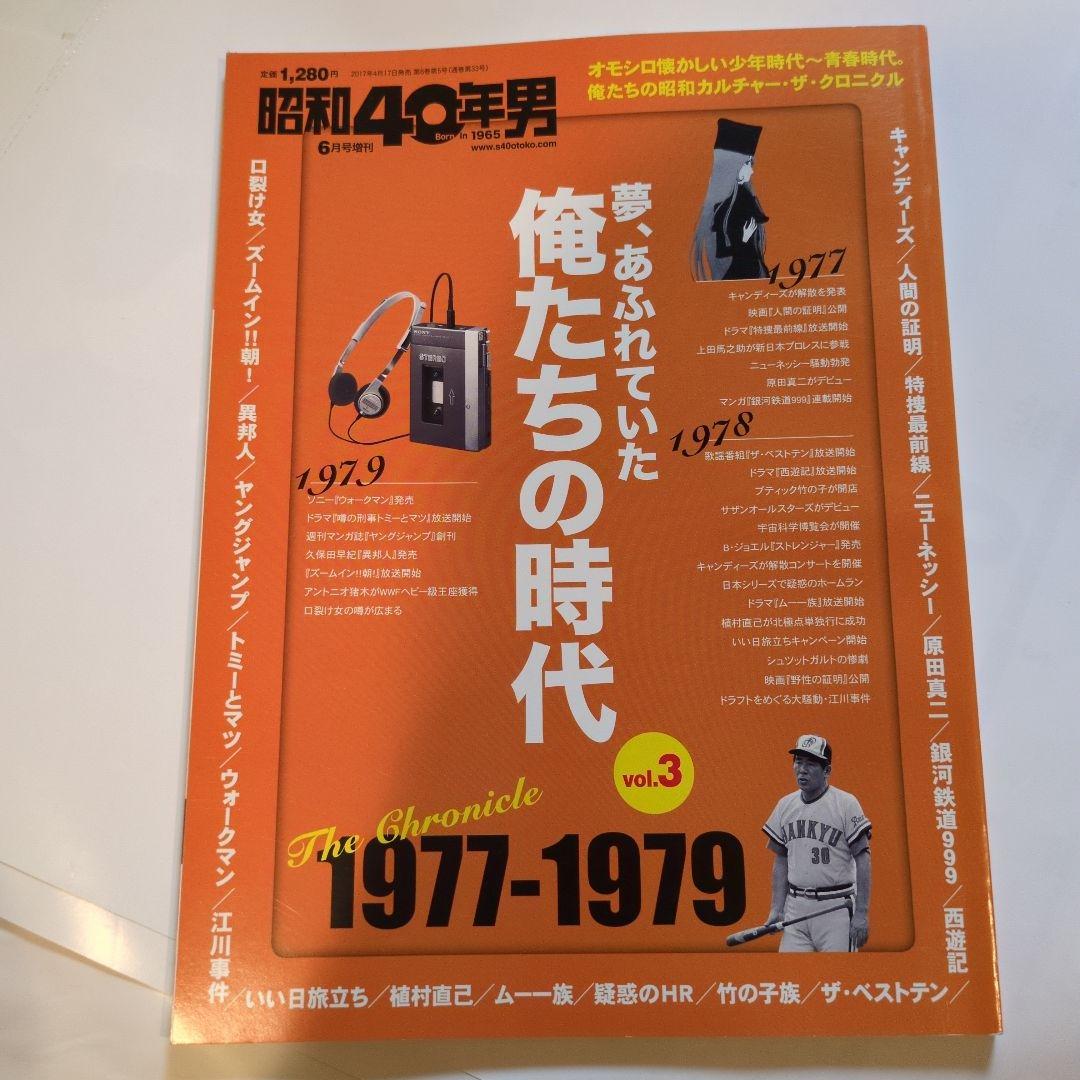 定価1,280円
2017年4月17日発売 第8巻第5号(通巻第33号)
昭和40年男
Born in 1965
6月号増刊
www.s40otoko.com
オモシロ懐かしい少年時代〜青春時代。
俺たちの昭和カルチャー・ザ・クロニクル
夢、あふれていた
俺たちの時代
vol.3
1977
キャンディーズが解散を発表
映画『人間の証明』公開
ドラマ『特捜最前線』放送開始
上田馬之助が新日本プロレスに参戦
ニューネッシー騒動勃発
原田真二がデビュー
マンガ『銀河鉄道999』連載開始
1978
歌謡番組『ザ・ベストテン』放送開始
ドラマ『西遊記』放送開始
ブティック竹の子が開店
サザンオールスターズがデビュー
宇宙科学博覧会が開催
B・ジョエル『ストレンジャー』発売
キャンディーズが解散コンサートを開催
日本シリーズで疑惑のホームラン
ドラマ『ムー一族』放送開始
植村直己が北極点単独行に成功
いい日旅立ちキャンペーン開始
シュツットガルトの惨劇
映画『野性の証明』公開
ドラフトをめぐる大騒動・江川事件
SONY
STEREO
1979
ソニー『ウォークマン』発売
ドラマ『噂の刑事トミーとマツ』放送開始
週刊マンガ誌『ヤングジャンプ』創刊
久保田早紀『異邦人』発売
『ズームイン!!朝!』放送開始
アントニオ猪木がWWFヘビー級王座獲得
口裂け女の噂が広まる
The Chronicle
1977-1979
HANKYU
30
キャンディーズ/人間の証明/特捜最前線/ニューネッシー/原田真二/銀河鉄道999/西遊記
口裂け女/ズームイン!!朝!/異邦人/ヤングジャンプ/トミーとマツ/ウォークマン/江川事件
/いい日旅立ち/植村直己/ムー一族/疑惑のHR/竹の子族/ザ・ベストテン/